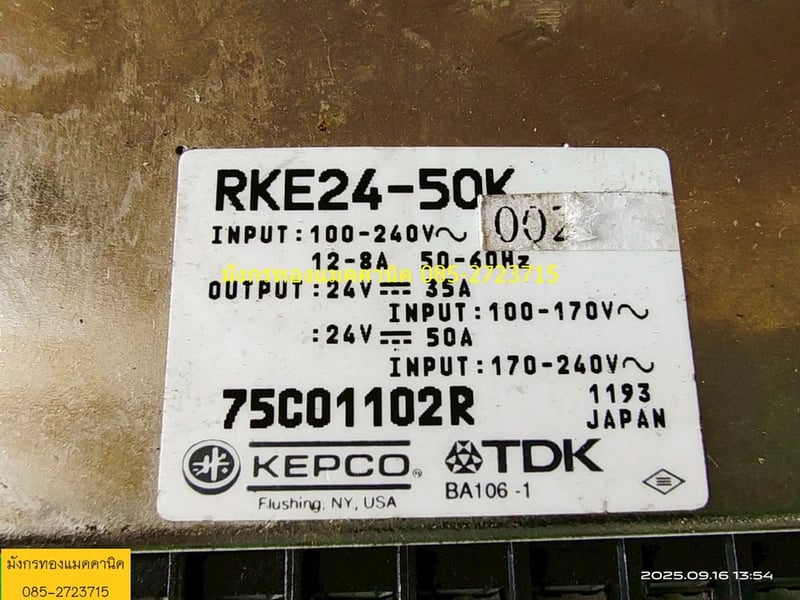 RKE24-50K
002
INPUT:100-240V~
12-8A 50-60Hz
มังกรทองแมคคานิค 085-2723715
OUTPUT:24V⎓ 35A
INPUT:100-170V~
:24V⎓ 50A
INPUT:170-240V~
75C01102R
1193
JAPAN
KEPCO®
TDK
Flushing, NY, USA
BA106-1
มังกรทองแมคคานิค
085-2723715
2025.09.16 13:54